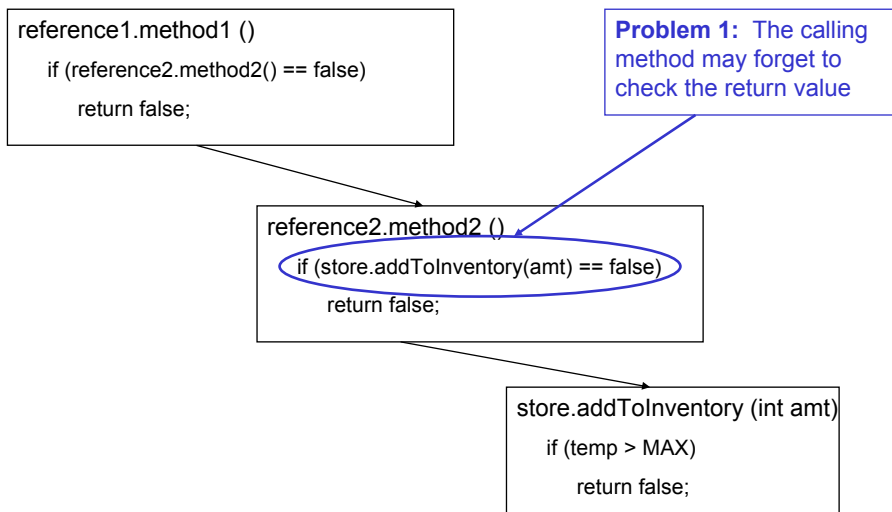 reference1.method1 ()
if (reference2.method2() == false)
return false;
Problem 1: The calling
method may forget to
check the return value
reference2.method2 ()
if (store.addToInventory(amt) == false)
return false;
store.addToInventory (int amt)
if (temp > MAX)
return false;